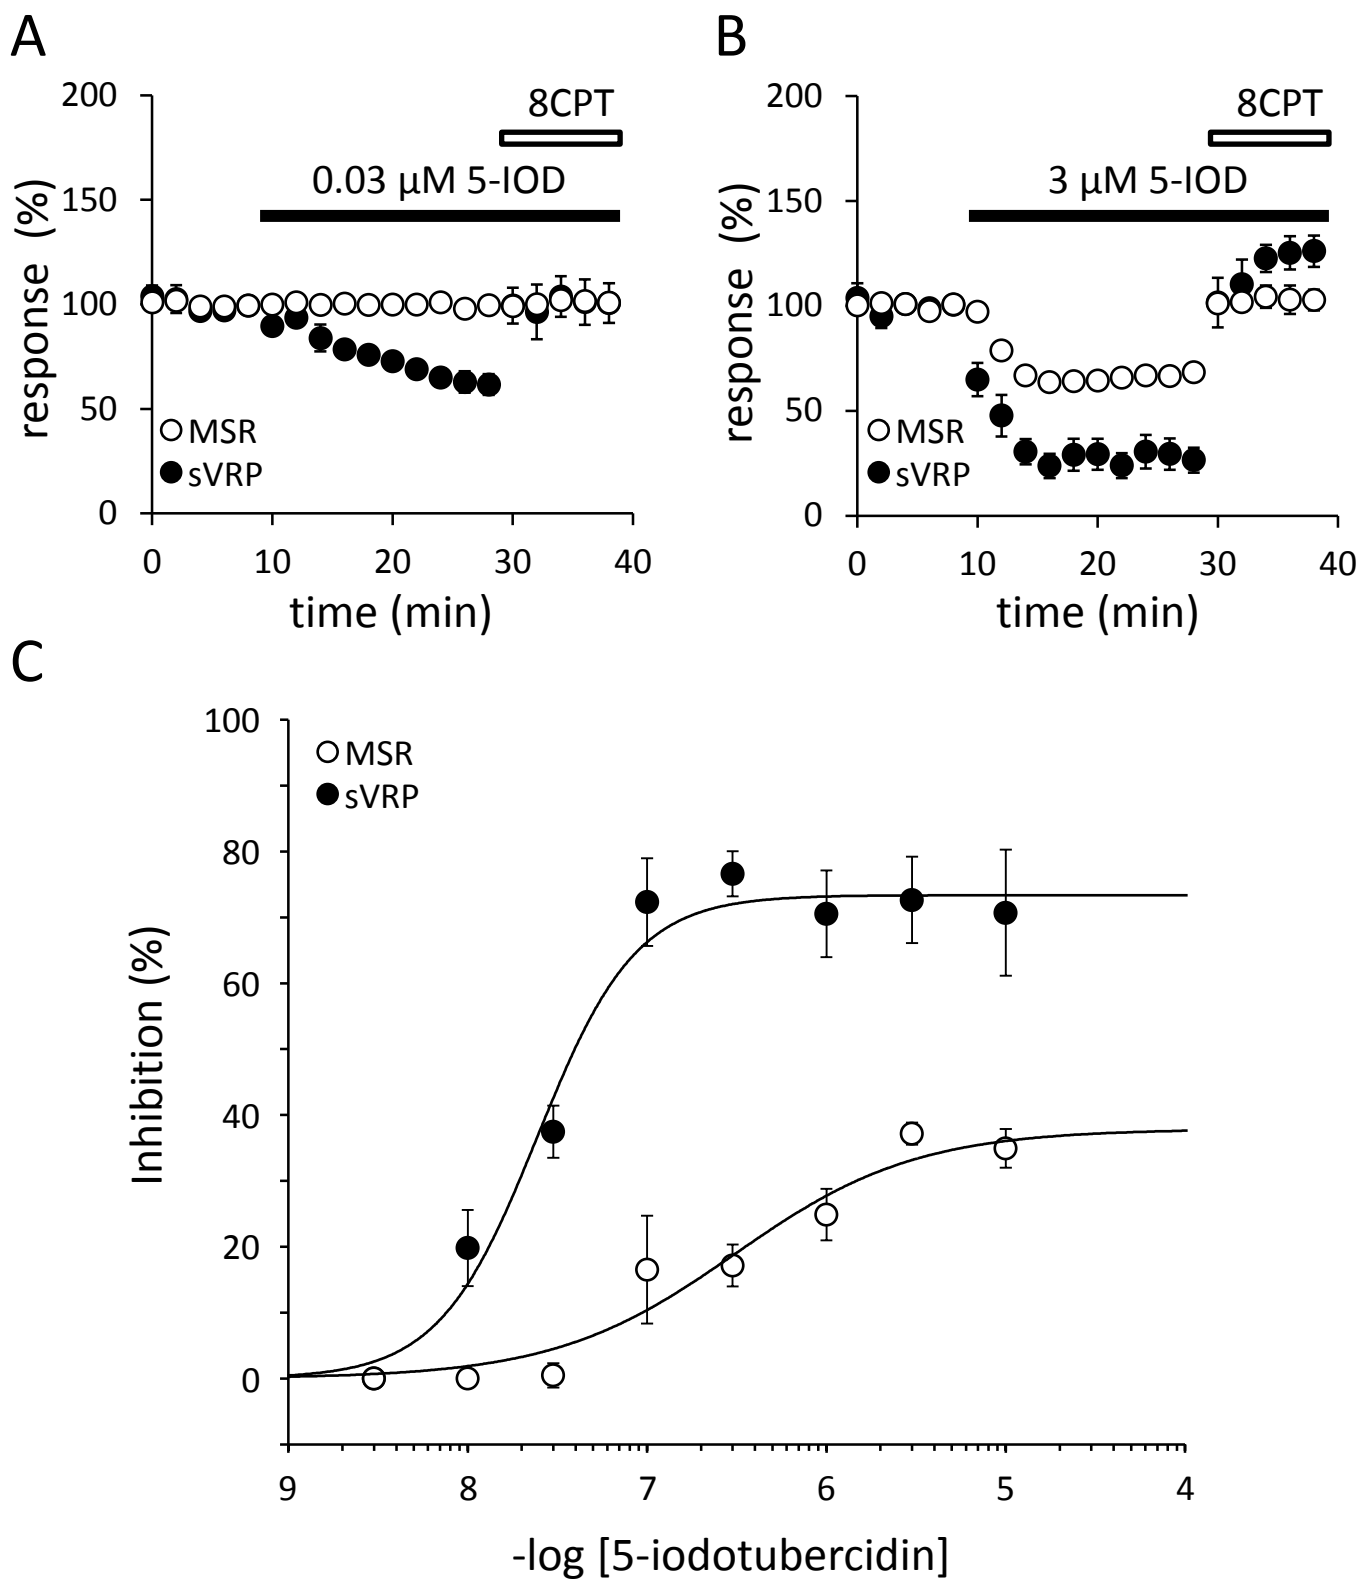 A
200
150
100
50
0
response (%)
8CPT
0.03 µM 5-IOD
MSR
sVRP
0 10 20 30 40
time (min)
B
200
150
100
50
0
response (%)
8CPT
3 µM 5-IOD
MSR
sVRP
0 10 20 30 40
time (min)
C
100
80
60
40
20
0
Inhibition (%)
MSR
sVRP
9 8 7 6 5 4
-log [5-iodotubercidin]